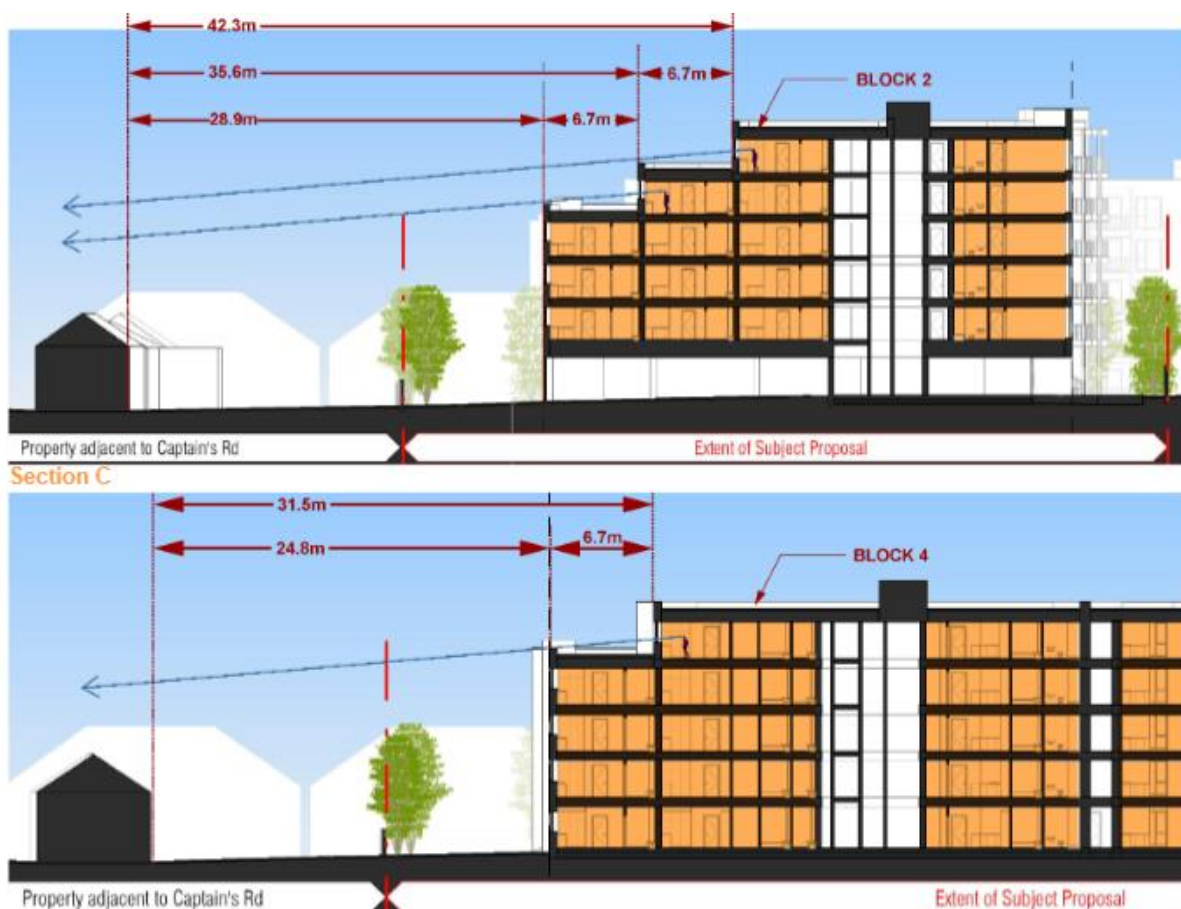 42.3m
35.6m
6.7m
BLOCK 2
28.9m
6.7m
Property adjacent to Captain's Rd
Extent of Subject Proposal
Section C
31.5m
24.8m
6.7m
BLOCK 4
Property adjacent to Captain's Rd
Extent of Subject Proposal